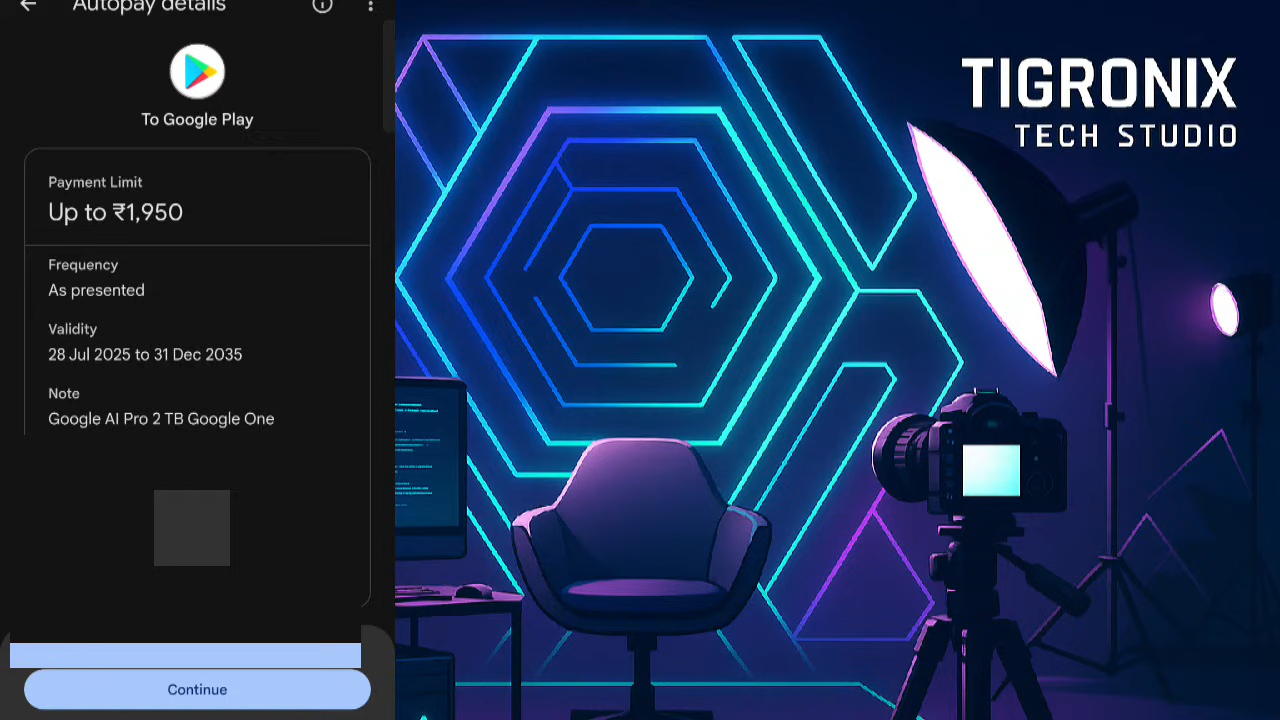 Autopay details
To Google Play
Payment Limit
Up to ₹1,950
Frequency
As presented
Validity
28 Jul 2025 to 31 Dec 2035
Note
Google AI Pro 2 TB Google One
Continue
TIGRONIX
TECH STUDIO